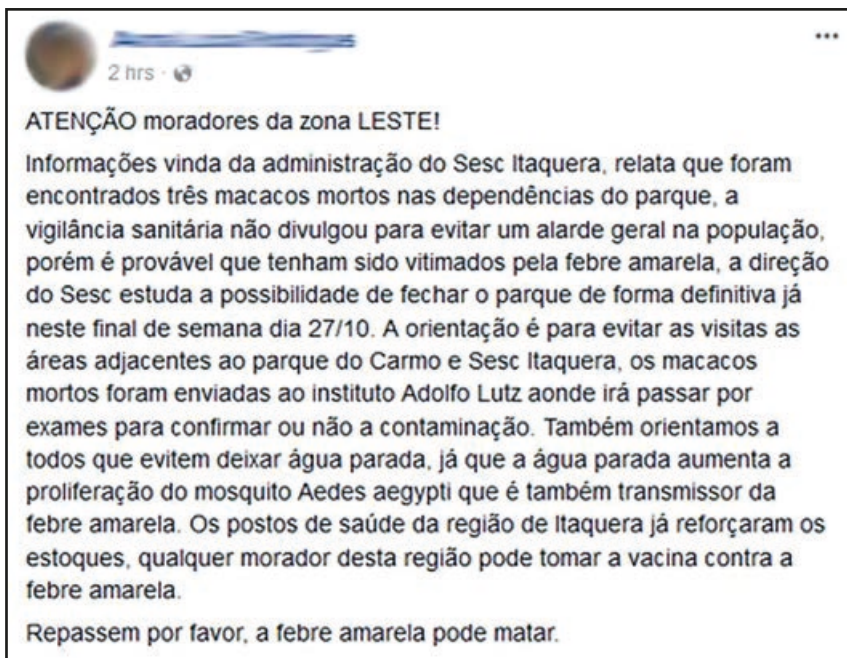 2 hrs ·
ATENÇÃO moradores da zona LESTE!
Informações vinda da administração do Sesc Itaquera, relata que foram
encontrados três macacos mortos nas dependências do parque, a
vigilância sanitária não divulgou para evitar um alarde geral na população,
porém é provável que tenham sido vitimados pela febre amarela, a direção
do Sesc estuda a possibilidade de fechar o parque de forma definitiva já
neste final de semana dia 27/10. A orientação é para evitar as visitas as
áreas adjacentes ao parque do Carmo e Sesc Itaquera, os macacos
mortos foram enviadas ao instituto Adolfo Lutz aonde irá passar por
exames para confirmar ou não a contaminação. Também orientamos a
todos que evitem deixar água parada, já que a água parada aumenta a
proliferação do mosquito Aedes aegypti que é também transmissor da
febre amarela. Os postos de saúde da região de Itaquera já reforçaram os
estoques, qualquer morador desta região pode tomar a vacina contra a
febre amarela.
Repassem por favor, a febre amarela pode matar.